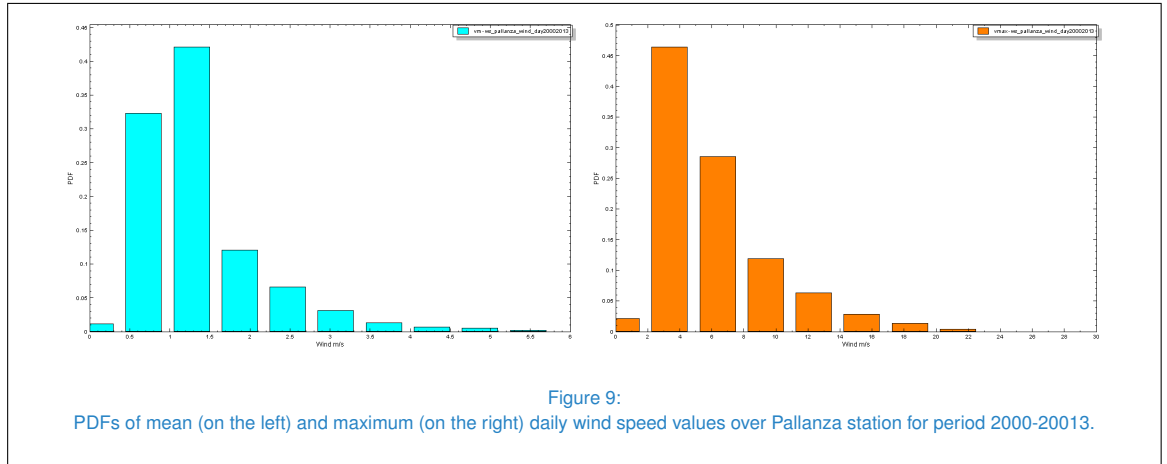 vm-we_pallanza_wind_day20002013
0.45
0.4
0.35
0.3
0.25
0.2
0.15
0.1
0.05
0
PDF
0 0.5 1 1.5 2 2.5 3 3.5 4 4.5 5 5.5 6
Wind m/s
vmax-we_pallanza_wind_day20002013
0.5
0.45
0.4
0.35
0.3
0.25
0.2
0.15
0.1
0.05
0
PDF
0 2 4 6 8 10 12 14 16 18 20 22 24 26 28 30
Wind m/s
Figure 9:
PDFs of mean (on the left) and maximum (on the right) daily wind speed values over Pallanza station for period 2000-20013.